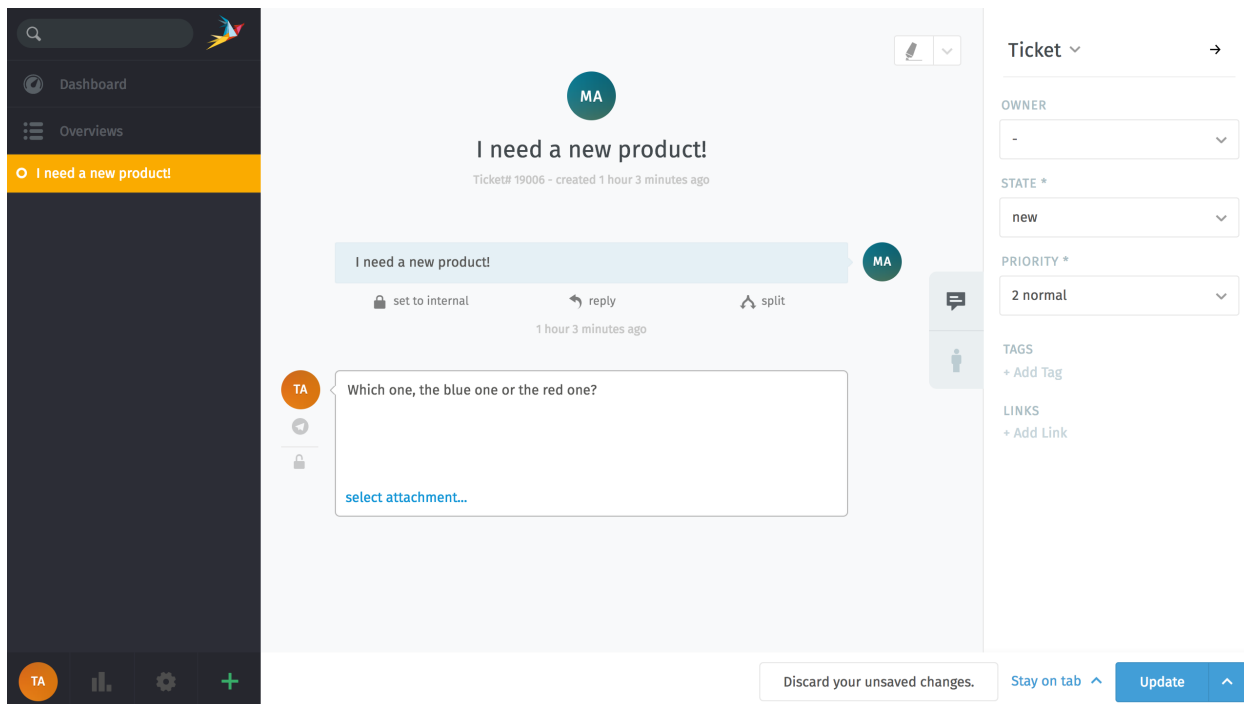 Dashboard
Overviews
I need a new product!
TA
MA
I need a new product!
Ticket# 19006 - created 1 hour 3 minutes ago
I need a new product!
MA
set to internal
reply
split
1 hour 3 minutes ago
TA
Which one, the blue one or the red one?
select attachment...
Ticket
OWNER
-
STATE *
new
PRIORITY *
2 normal
TAGS
+ Add Tag
LINKS
+ Add Link
Discard your unsaved changes.
Stay on tab
Update